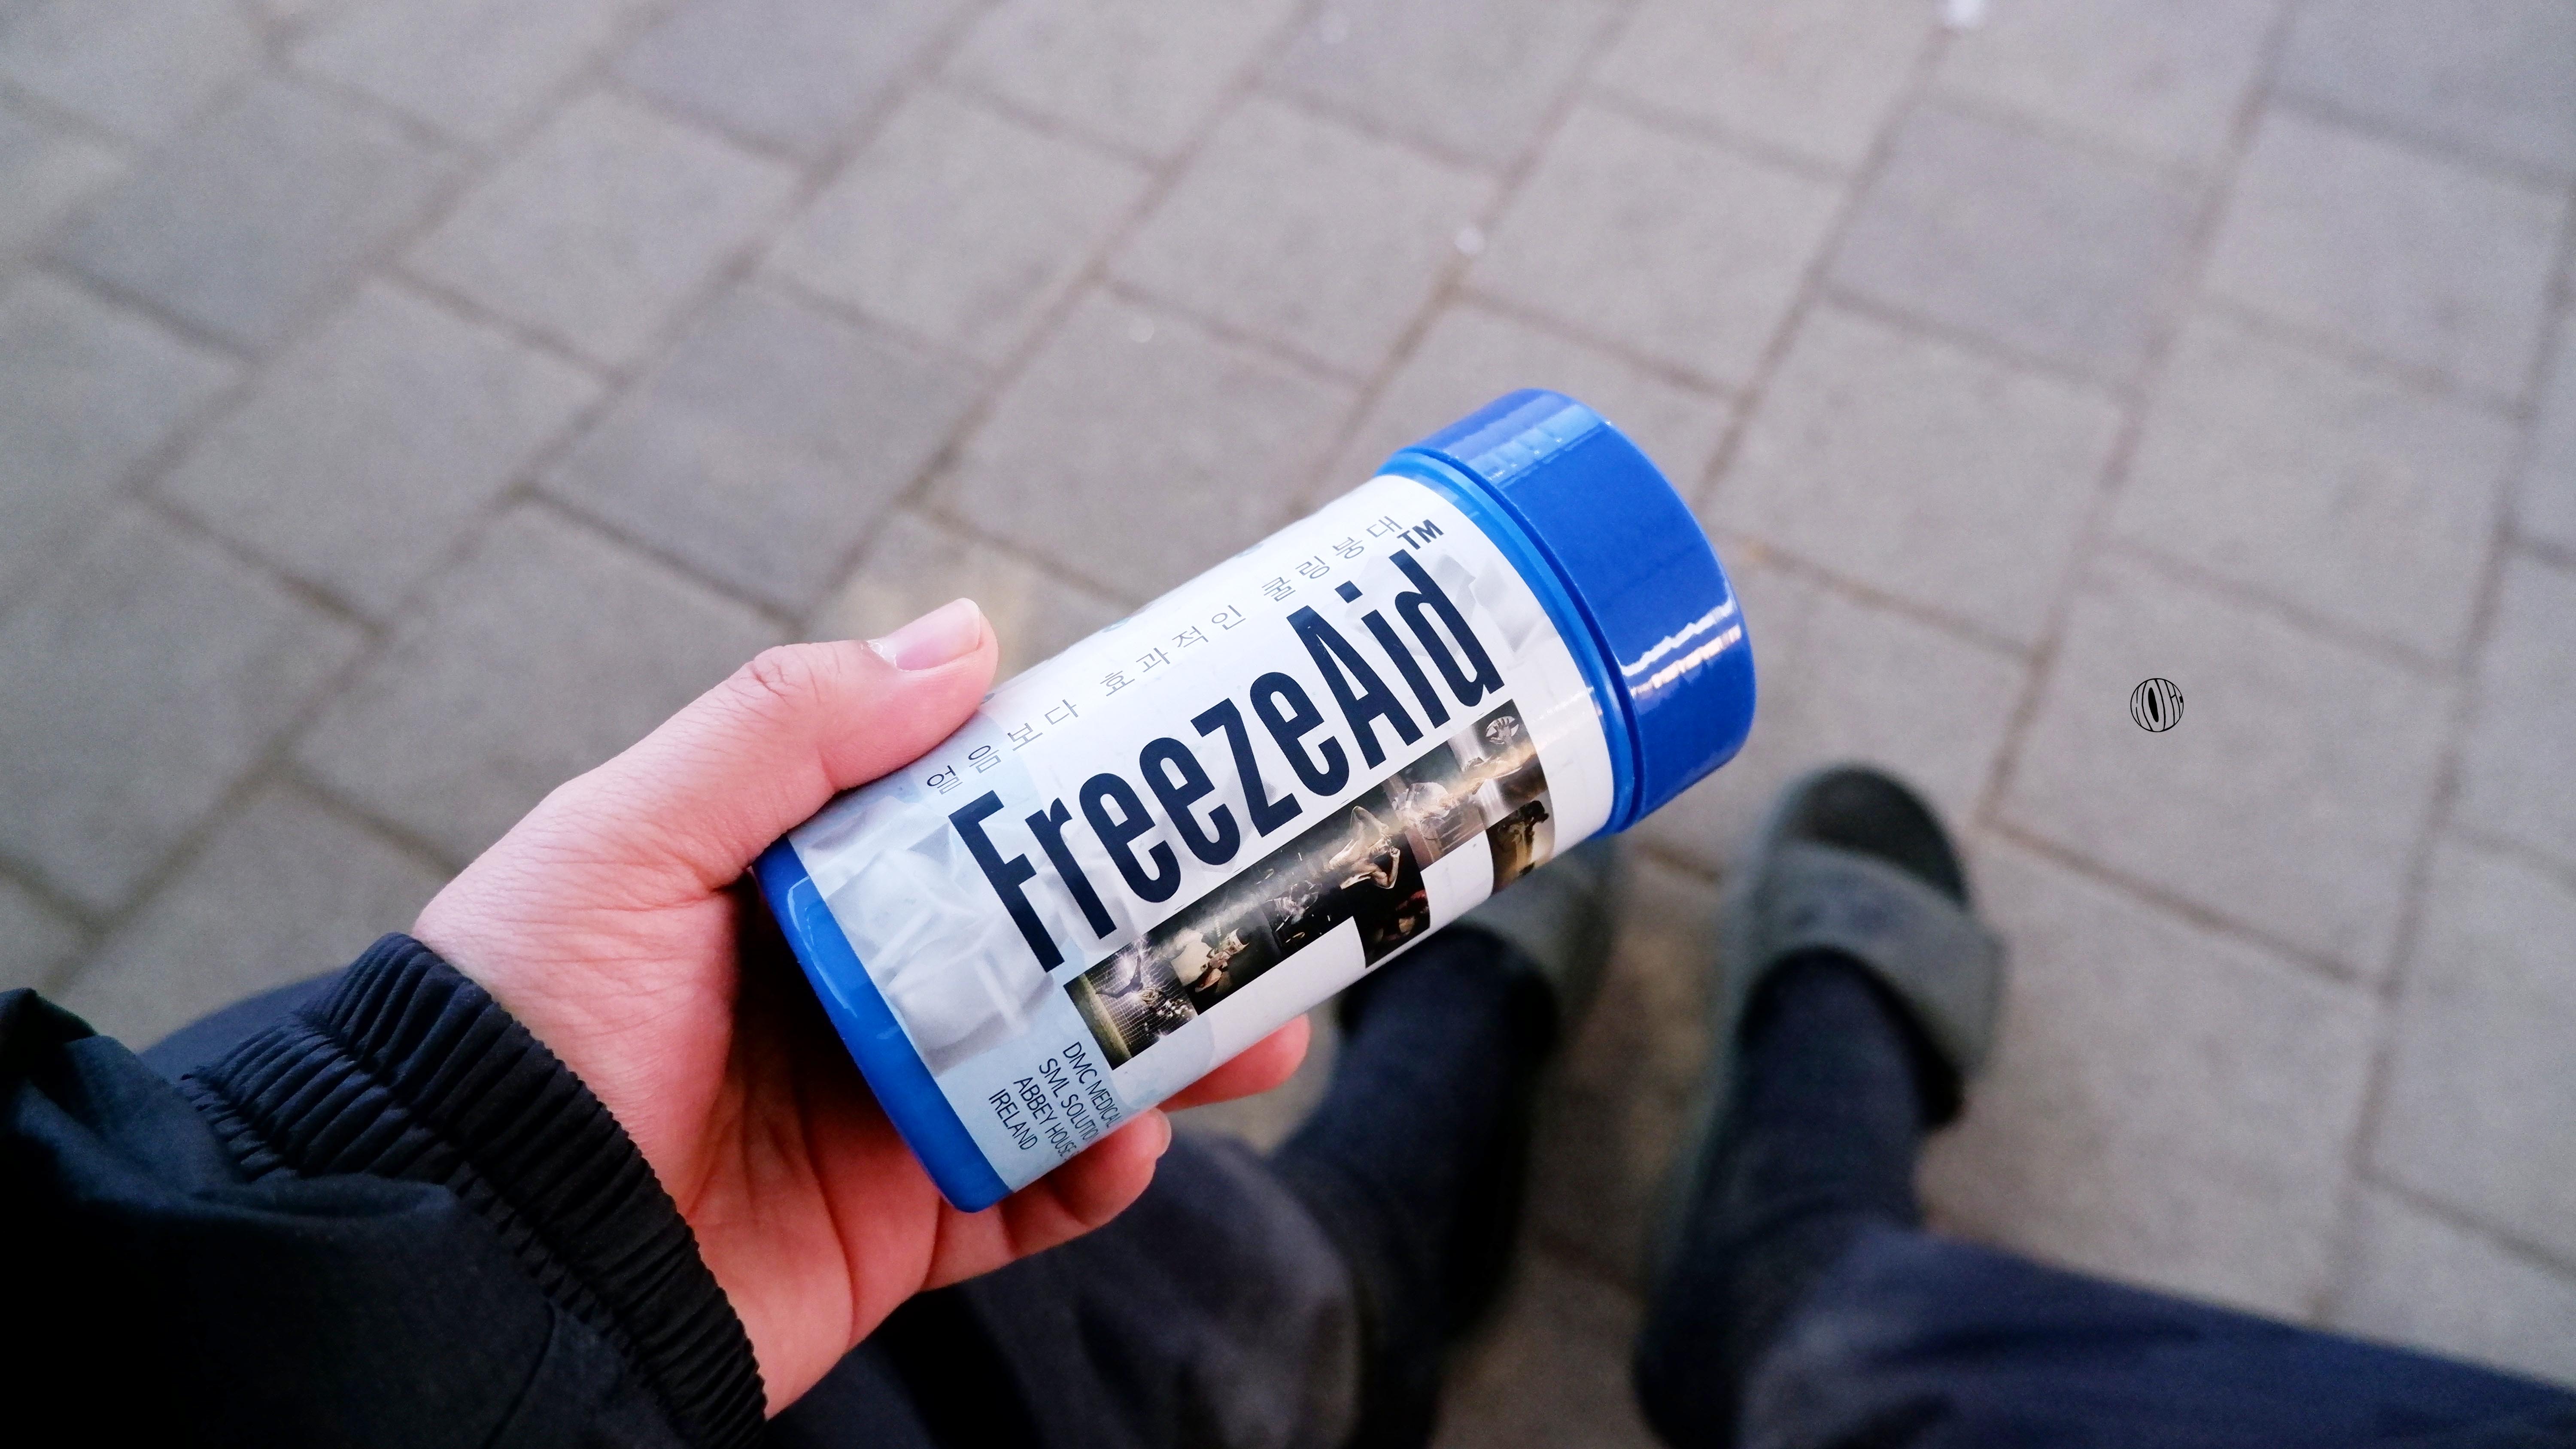 얼음보다 효과적인 쿨링붕대
FreezeAid™
DMC MEDICAL
SML SOLUTIO
ABBEY HOUSE
IRELAND